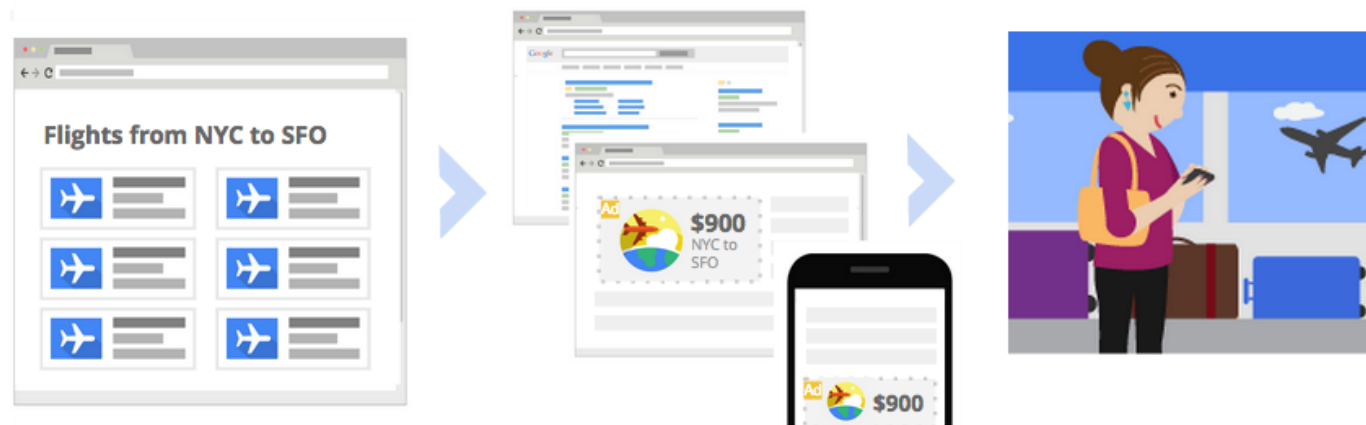 Flights from NYC to SFO
Google
Ad
$900
NYC to
SFO
Ad
$900